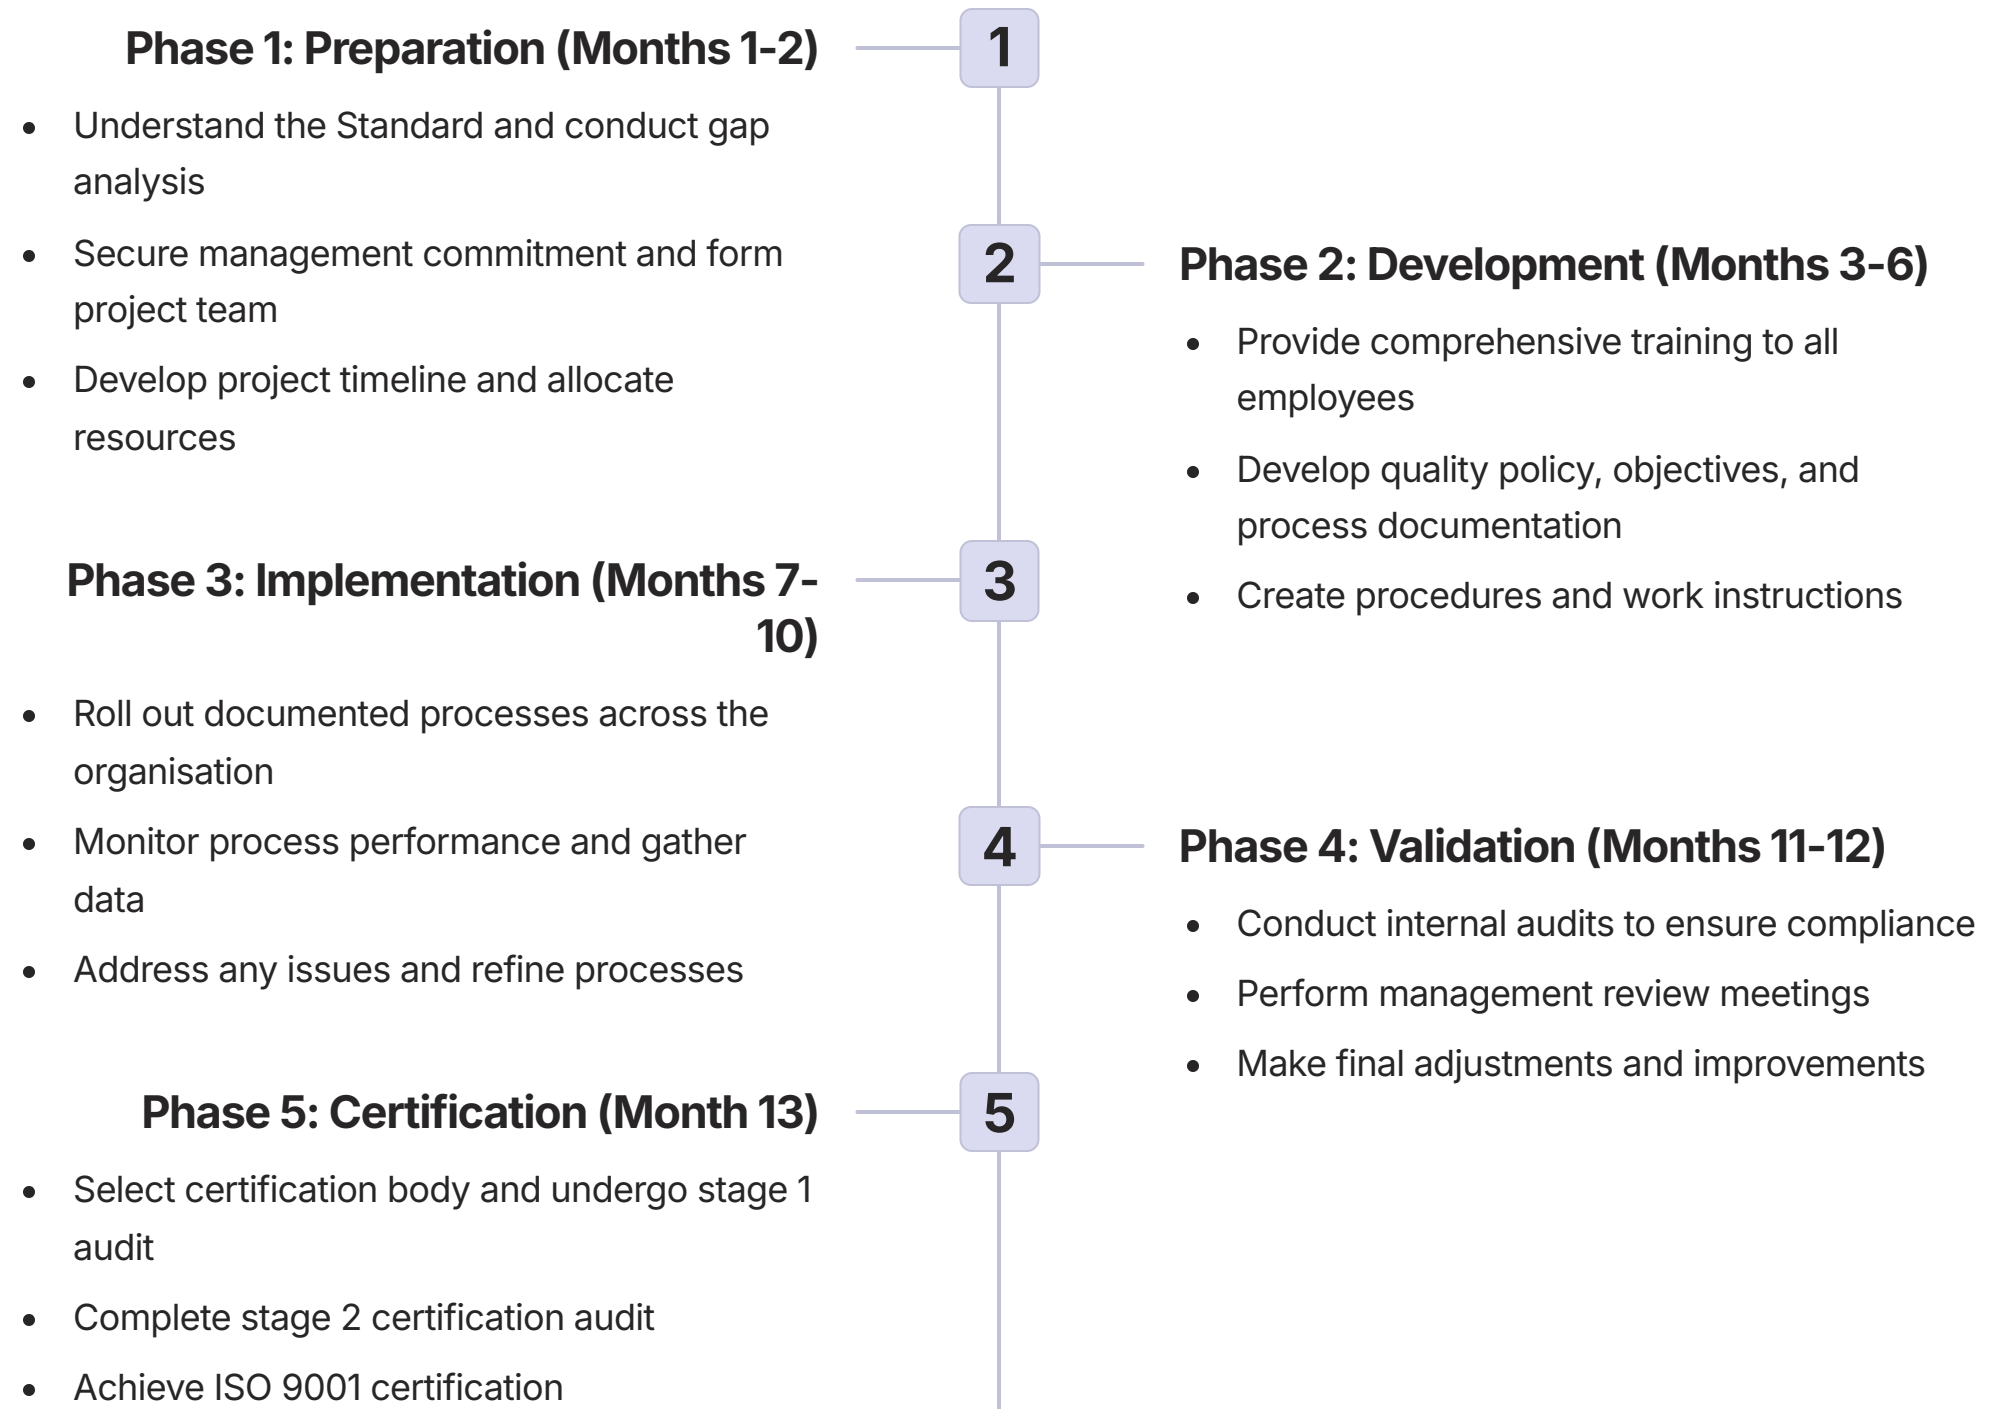 Phase 1: Preparation (Months 1-2)
1
Understand the Standard and conduct gap
analysis
Secure management commitment and form
project team
Develop project timeline and allocate
resources
2
Phase 2: Development (Months 3-6)
Provide comprehensive training to all
employees
Develop quality policy, objectives, and
process documentation
Create procedures and work instructions
Phase 3: Implementation (Months 7-
10)
3
Roll out documented processes across the
organisation
Monitor process performance and gather
data
Address any issues and refine processes
4
Phase 4: Validation (Months 11-12)
Conduct internal audits to ensure compliance
Perform management review meetings
Make final adjustments and improvements
Phase 5: Certification (Month 13)
5
Select certification body and undergo stage 1
audit
Complete stage 2 certification audit
Achieve ISO 9001 certification